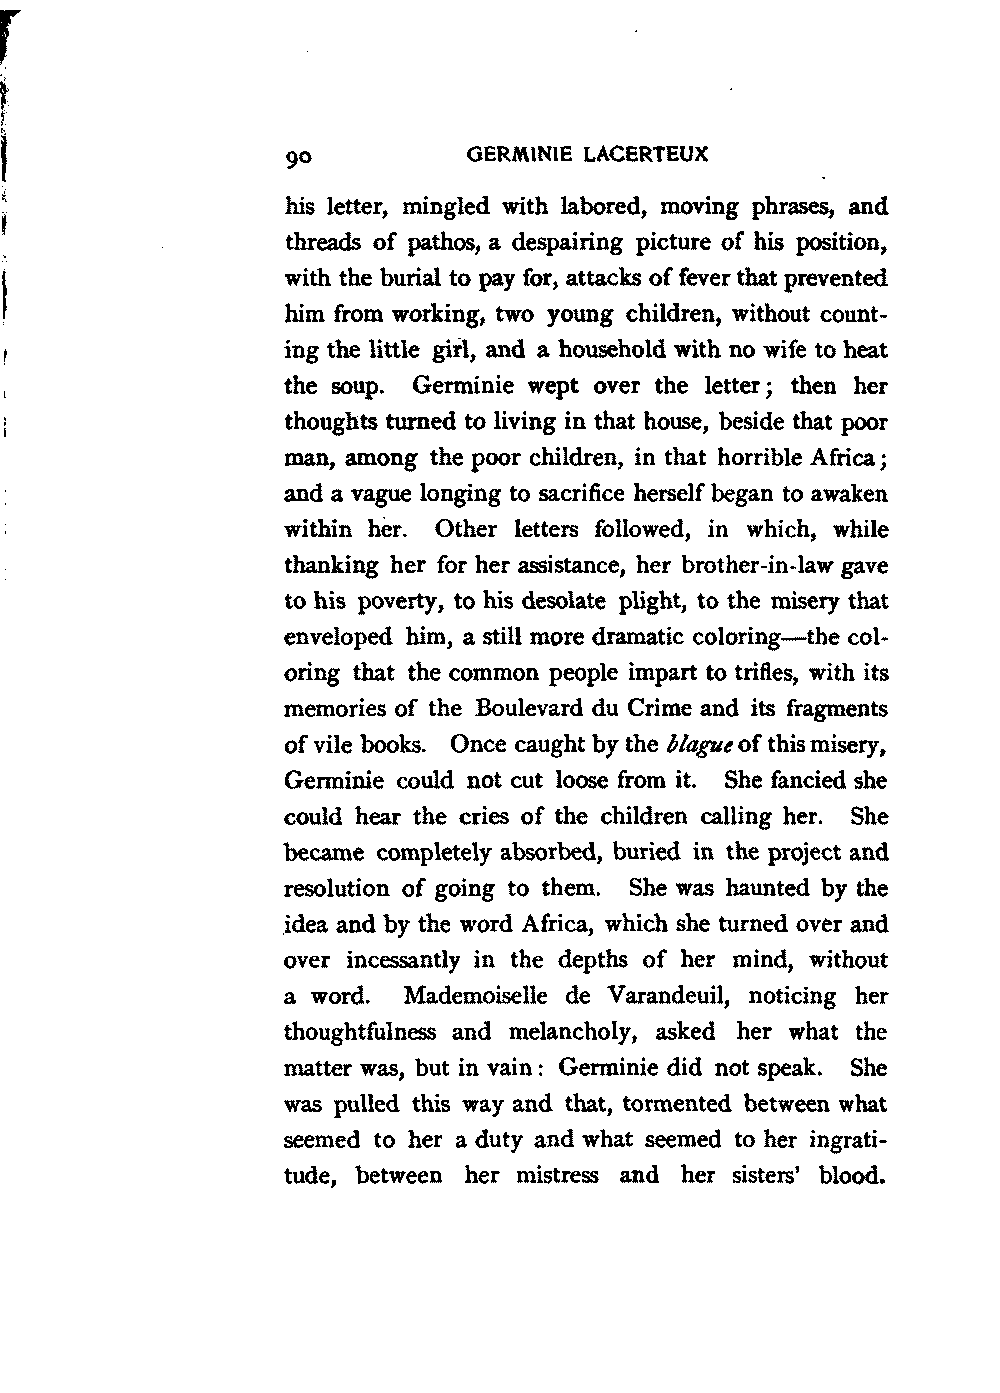 90 GERMINIE LACERTEUX
his letter, mingled with labored, moving phrases, and
threads of pathos, a despairing picture of his position,
with the burial to pay for, attacks of fever that prevented
him from working, two young children, without count-
ing the little girl, and a household with no wife to heat
the soup. Germinie wept over the letter; then her
thoughts turned to living in that house, beside that poor
man, among the poor children, in that horrible Africa;
and a vague longing to sacrifice herself began to awaken
within her. Other letters followed, in which, while
thanking her for her assistance, her brother-in-law gave
to his poverty, to his desolate plight, to the misery that
enveloped him, a still more dramatic coloring—the col-
oring that the common people impart to trifles, with its
memories of the Boulevard du Crime and its fragments
of vile books. Once caught by the blague of this misery,
Germinie could not cut loose from it. She fancied she
could hear the cries of the children calling her. She
became completely absorbed, buried in the project and
resolution of going to them. She was haunted by the
idea and by the word Africa, which she turned over and
over incessantly in the depths of her mind, without
a word. Mademoiselle de Varandeuil, noticing her
thoughtfulness and melancholy, asked her what the
matter was, but in vain: Germinie did not speak. She
was pulled this way and that, tormented between what
seemed to her a duty and what seemed to her ingrati-
tude, between her mistress and her sisters' blood.